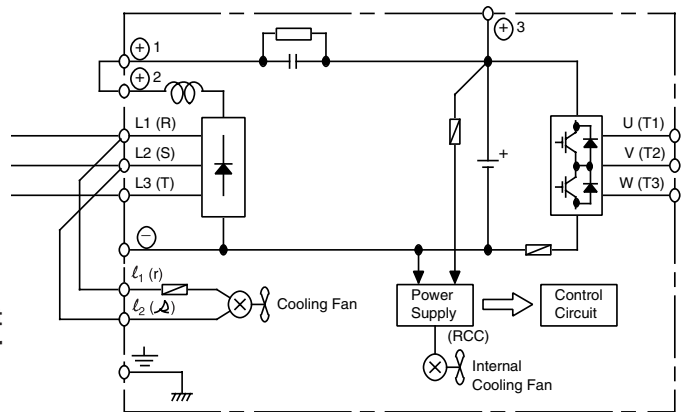 ⊕ 1
⊕ 3
⊕ 2
L1 (R)
L2 (S)
L3 (T)
U (T1)
V (T2)
W (T3)
+
⊖
ℓ1 (r)
ℓ2 (𝓈)
Cooling Fan
Power
Supply
(RCC)
Control
Circuit
Internal
Cooling Fan